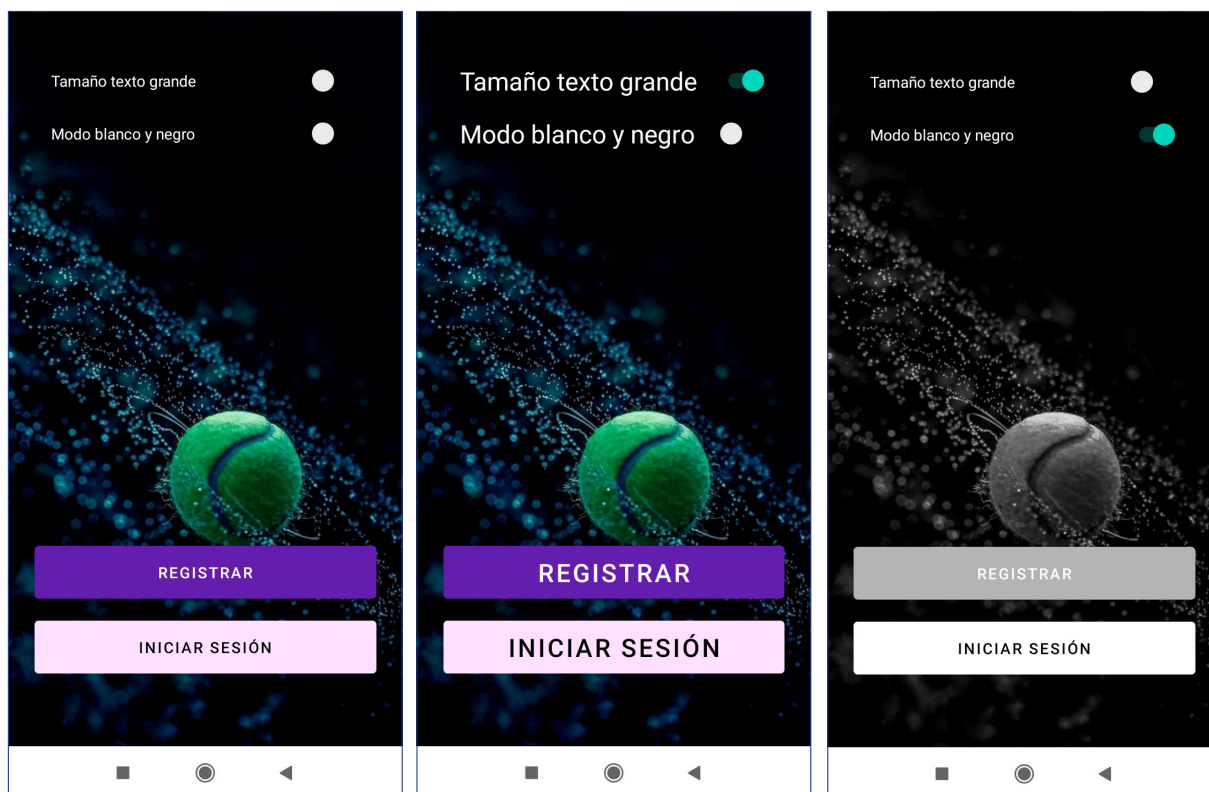 Tamaño texto grande
Modo blanco y negro
REGISTRAR
INICIAR SESIÓN
Tamaño texto grande
Modo blanco y negro
REGISTRAR
INICIAR SESIÓN
Tamaño texto grande
Modo blanco y negro
REGISTRAR
INICIAR SESIÓN